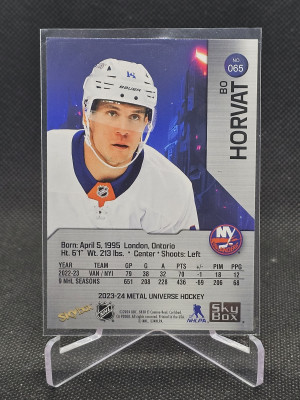 NO.
065
BO
HORVAT
Born: April 5, 1995 London, Ontario
Ht. 6'1" Wt. 213 lbs. • Center • Shoots: Left
YEAR TEAM GP G A PTS +/- PIM PPG
2022-23 VAN / NYI 79 38 32 70 -1 18 12
9 NHL SEASONS 651 208 228 436 -69 206 68
2023-24 METAL UNIVERSE HOCKEY
NHL
NHLPA
SkyBox